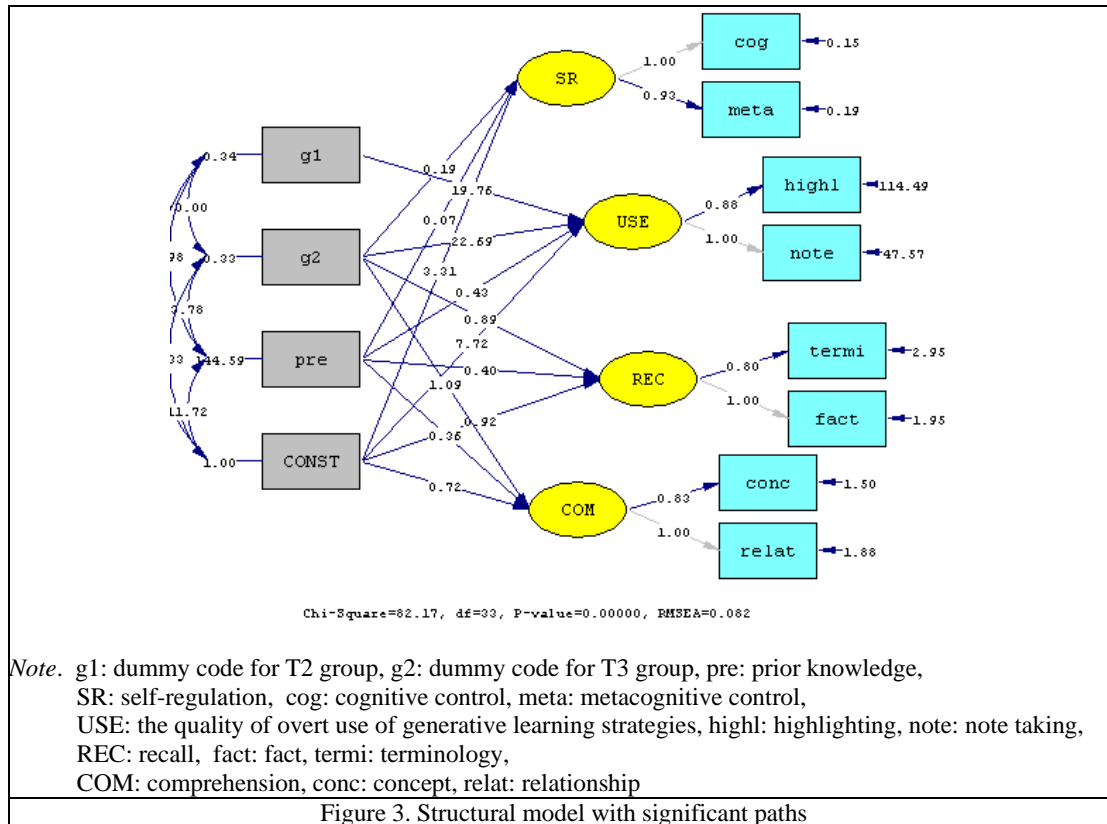 cog
0.15
1.00
SR
0.93
meta
0.19
0.34
g1
0.19
19.76
highl
114.49
0.88
0.00
0.07
USE
1.00
note
47.57
98
0.33
g2
22.59
3.31
0.43
3.78
0.89
7.72
termi
2.95
0.80
33
144.59
pre
0.40
REC
1.00
1.09
fact
1.95
11.72
0.92
0.36
1.00
CONST
0.72
conc
1.50
0.83
COM
1.00
relat
1.88
Chi-Square=82.17, df=33, P-value=0.00000, RMSEA=0.082
Note. g1: dummy code for T2 group, g2: dummy code for T3 group, pre: prior knowledge,
SR: self-regulation, cog: cognitive control, meta: metacognitive control,
USE: the quality of overt use of generative learning strategies, highl: highlighting, note: note taking,
REC: recall, fact: fact, termi: terminology,
COM: comprehension, conc: concept, relat: relationship
Figure 3. Structural model with significant paths